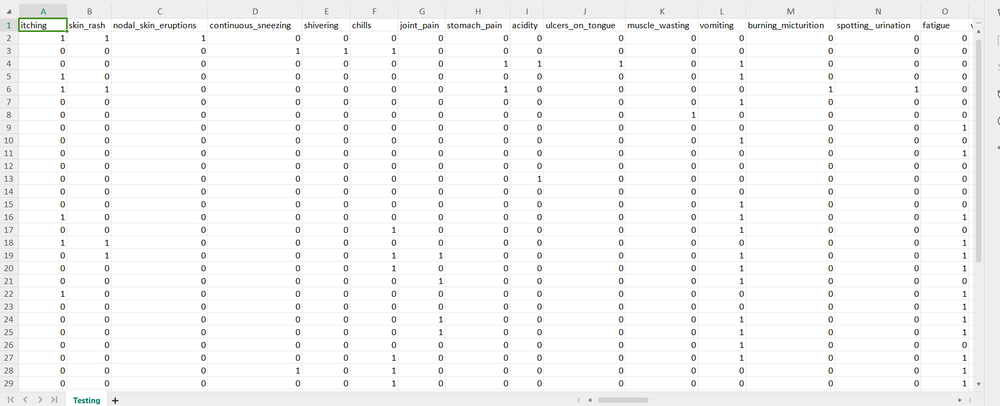 A B C D E F G H I J K L M N O
1 itching skin_rash nodal_skin_eruptions continuous_sneezing shivering chills joint_pain stomach_pain acidity ulcers_on_tongue muscle_wasting vomiting burning_micturition spotting_ urination fatigue
2 1 1 1 0 0 0 0 0 0 0 0 0 0 0 0
3 0 0 0 1 1 1 0 0 0 0 0 0 0 0 0
4 0 0 0 0 0 0 0 1 1 1 0 1 0 0 0
5 1 0 0 0 0 0 0 0 0 0 0 1 0 0 0
6 1 1 0 0 0 0 0 1 0 0 0 0 1 1 0
7 0 0 0 0 0 0 0 0 0 0 0 1 0 0 0
8 0 0 0 0 0 0 0 0 0 0 1 0 0 0 0
9 0 0 0 0 0 0 0 0 0 0 0 0 0 0 1
10 0 0 0 0 0 0 0 0 0 0 0 1 0 0 0
11 0 0 0 0 0 0 0 0 0 0 0 0 0 0 1
12 0 0 0 0 0 0 0 0 0 0 0 0 0 0 0
13 0 0 0 0 0 0 0 0 1 0 0 0 0 0 0
14 0 0 0 0 0 0 0 0 0 0 0 0 0 0 0
15 0 0 0 0 0 0 0 0 0 0 0 1 0 0 0
16 1 0 0 0 0 0 0 0 0 0 0 1 0 0 1
17 0 0 0 0 0 1 0 0 0 0 0 1 0 0 0
18 1 1 0 0 0 0 0 0 0 0 0 0 0 0 1
19 0 1 0 0 0 1 1 0 0 0 0 1 0 0 1
20 0 0 0 0 0 1 0 0 0 0 0 1 0 0 1
21 0 0 0 0 0 0 1 0 0 0 0 1 0 0 0
22 1 0 0 0 0 0 0 0 0 0 0 0 0 0 1
23 0 0 0 0 0 0 0 0 0 0 0 0 0 0 1
24 0 0 0 0 0 0 1 0 0 0 0 1 0 0 1
25 0 0 0 0 0 0 1 0 0 0 0 1 0 0 1
26 0 0 0 0 0 0 0 0 0 0 0 1 0 0 0
27 0 0 0 0 0 1 0 0 0 0 0 1 0 0 1
28 0 0 0 1 0 1 0 0 0 0 0 0 0 0 1
29 0 0 0 0 0 1 0 0 0 0 0 0 0 0 1
Testing